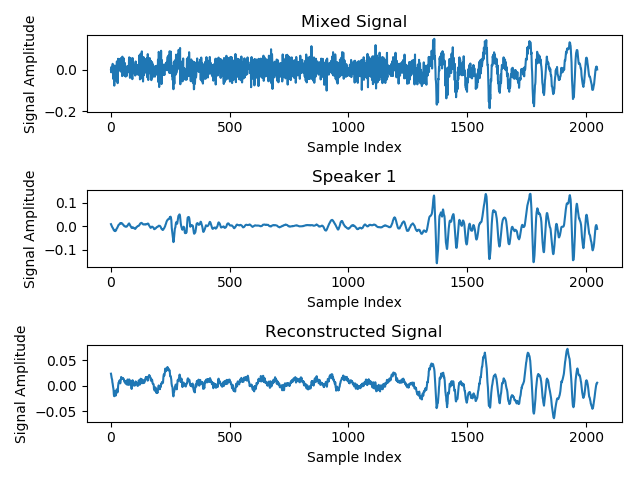 Mixed Signal
Signal Amplitude
0.0
−0.2
0 500 1000 1500 2000
Sample Index
Speaker 1
Signal Amplitude
0.1
0.0
−0.1
0 500 1000 1500 2000
Sample Index
Reconstructed Signal
Signal Amplitude
0.05
0.00
−0.05
0 500 1000 1500 2000
Sample Index